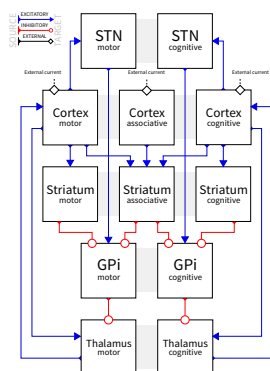 SOURCE
TARGET
EXCITATORY
INHIBITORY
EXTERNAL
STN
motor
STN
cognitive
External current
External current
External current
Cortex
motor
Cortex
associative
Cortex
cognitive
Striatum
motor
Striatum
associative
Striatum
cognitive
GPi
motor
GPi
cognitive
Thalamus
motor
Thalamus
cognitive